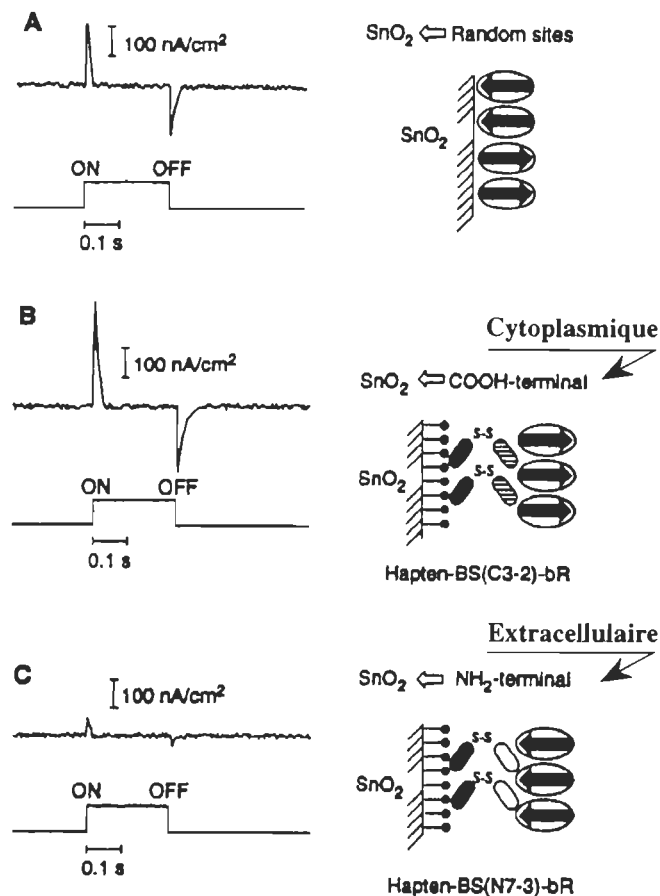 A
100 nA/cm²
ON OFF
0.1 s
SnO₂ ⇐ Random sites
SnO₂
B
100 nA/cm²
ON OFF
0.1 s
Cytoplasmique
SnO₂ ⇐ COOH-terminal
S-S
SnO₂
S-S
Hapten-BS(C3-2)-bR
C
100 nA/cm²
ON OFF
0.1 s
Extracellulaire
SnO₂ ⇐ NH₂-terminal
S-S
SnO₂
S-S
Hapten-BS(N7-3)-bR